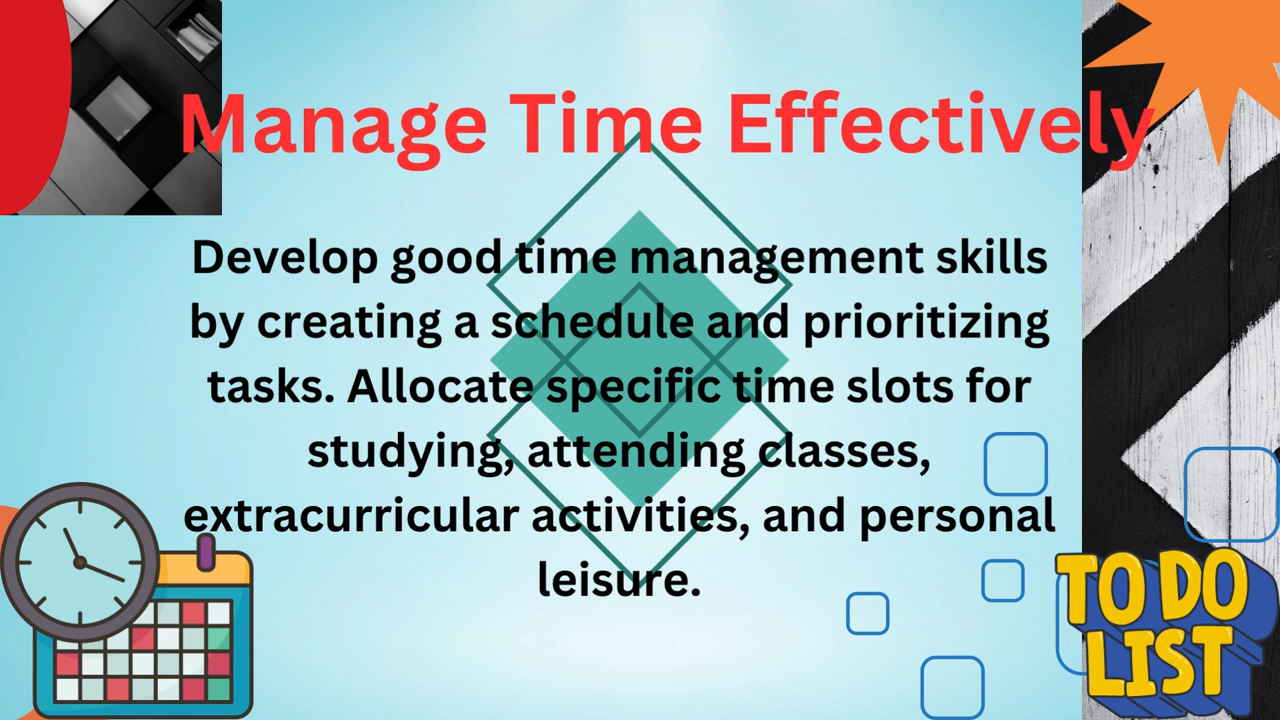 Manage Time Effectively
Develop good time management skills
by creating a schedule and prioritizing
tasks. Allocate specific time slots for
studying, attending classes,
extracurricular activities, and personal
leisure.
TO DO
LIST